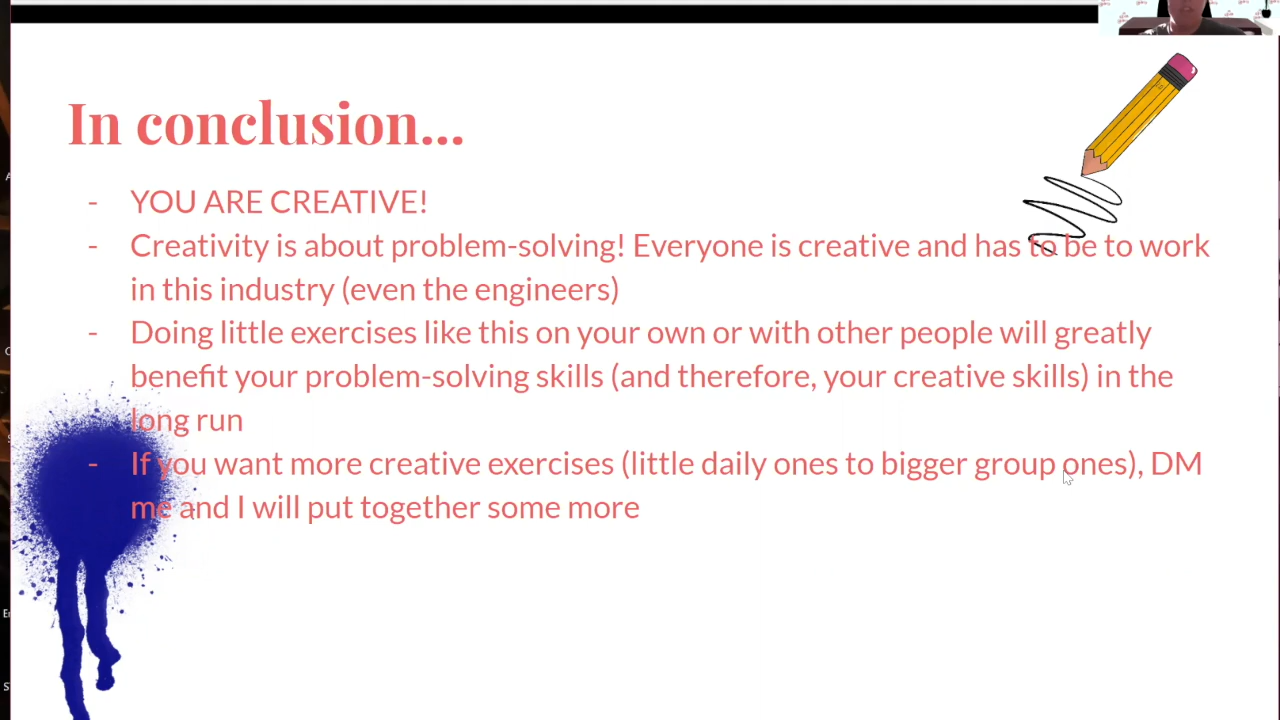 In conclusion...
- YOU ARE CREATIVE!
- Creativity is about problem-solving! Everyone is creative and has to be to work
in this industry (even the engineers)
- Doing little exercises like this on your own or with other people will greatly
benefit your problem-solving skills (and therefore, your creative skills) in the
long run
- If you want more creative exercises (little daily ones to bigger group ones), DM
me and I will put together some more